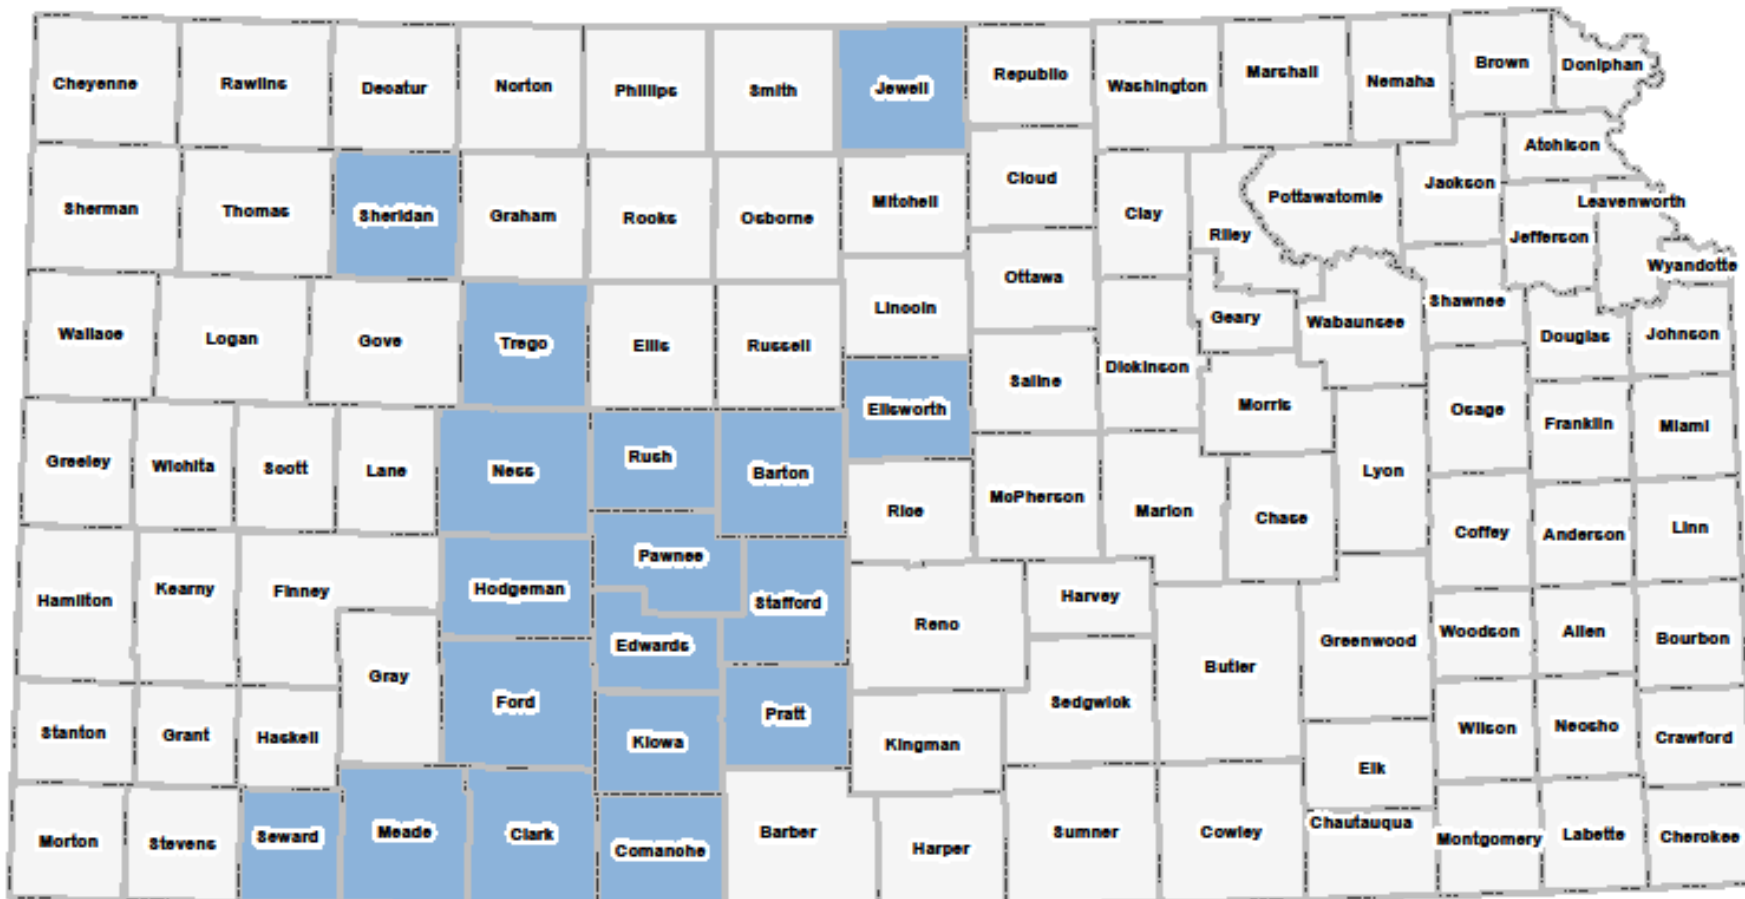 Cheyenne
Rawlins
Decatur
Norton
Phillips
Smith
Jewell
Republic
Washington
Marshall
Nemaha
Brown
Doniphan
Sherman
Thomas
Sheridan
Graham
Rooks
Osborne
Mitchell
Cloud
Clay
Riley
Pottawatomie
Jackson
Atchison
Leavenworth
Jefferson
Wyandotte
Wallace
Logan
Gove
Trego
Ellis
Russell
Lincoln
Ottawa
Saline
Dickinson
Geary
Wabaunsee
Shawnee
Douglas
Johnson
Greeley
Wichita
Scott
Lane
Ness
Rush
Barton
Ellsworth
Rice
McPherson
Marion
Morris
Chase
Lyon
Osage
Franklin
Miami
Hamilton
Kearny
Finney
Hodgeman
Pawnee
Stafford
Edwards
Reno
Harvey
Coffey
Anderson
Linn
Gray
Ford
Kiowa
Pratt
Kingman
Sedgwick
Butler
Greenwood
Woodson
Allen
Bourbon
Stanton
Grant
Haskell
Wilson
Neosho
Crawford
Elk
Morton
Stevens
Seward
Meade
Clark
Comanche
Barber
Harper
Sumner
Cowley
Chautauqua
Montgomery
Labette
Cherokee